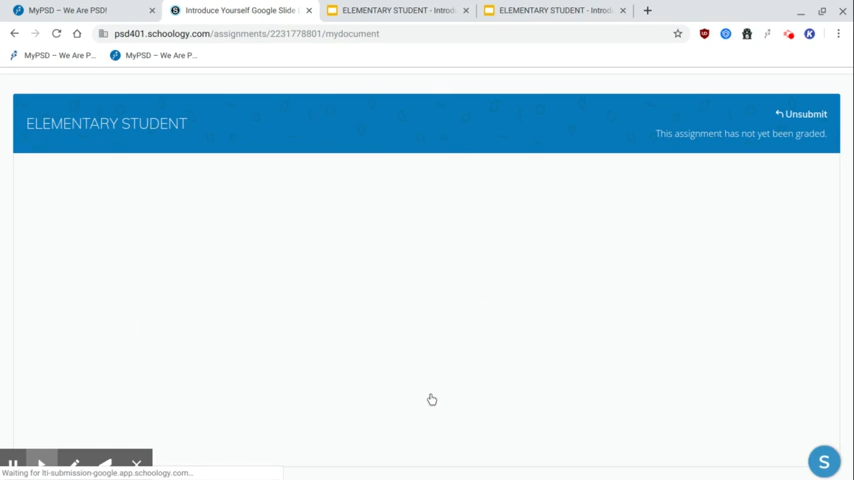 MyPSD – We Are PSD!
Introduce Yourself Google Slide
ELEMENTARY STUDENT - Introdu
ELEMENTARY STUDENT - Introdu
psd401.schoology.com/assignments/2231778801/mydocument
MyPSD – We Are P...
MyPSD – We Are P...
ELEMENTARY STUDENT
Unsubmit
This assignment has not yet been graded.
Waiting for lti-submission-google.app.schoology.com...
S